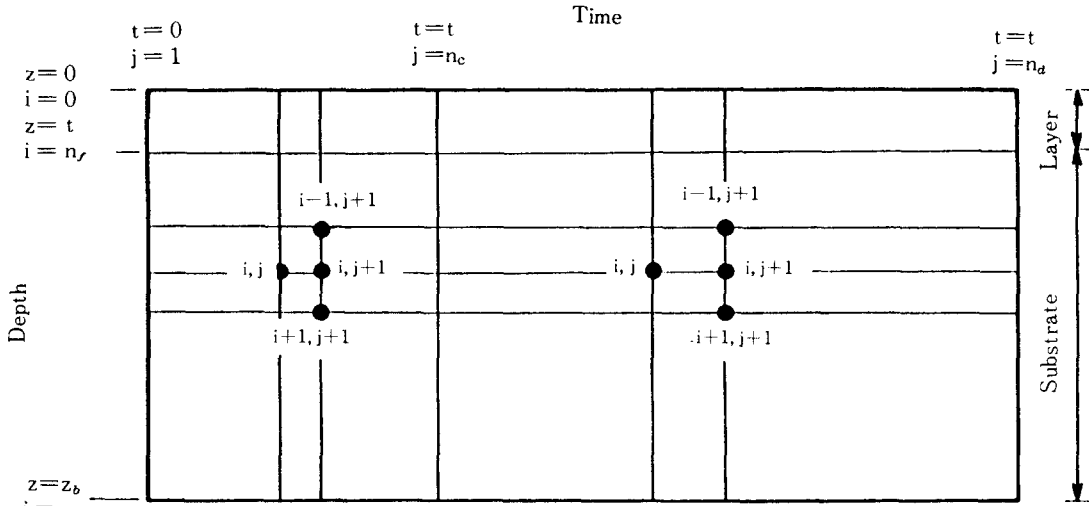 Time
t=0
j=1
t=t
j=n_c
t=t
j=n_d
z=0
i=0
z=t
i=n_f
Layer
i−1, j+1
i−1, j+1
i, j
i, j+1
i, j
i, j+1
i+1, j+1
.i+1, j+1
Depth
Substrate
z=z_b